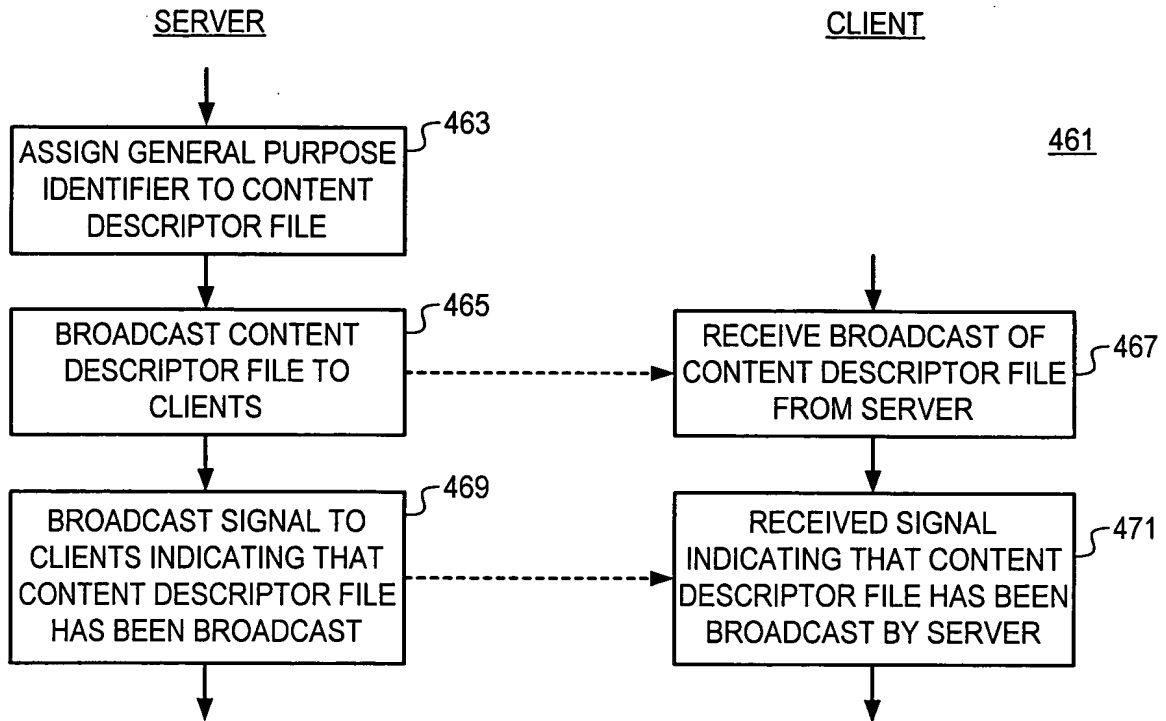 SERVER
CLIENT
461
463
ASSIGN GENERAL PURPOSE
IDENTIFIER TO CONTENT
DESCRIPTOR FILE
465
BROADCAST CONTENT
DESCRIPTOR FILE TO
CLIENTS
467
RECEIVE BROADCAST OF
CONTENT DESCRIPTOR FILE
FROM SERVER
469
BROADCAST SIGNAL TO
CLIENTS INDICATING THAT
CONTENT DESCRIPTOR FILE
HAS BEEN BROADCAST
471
RECEIVED SIGNAL
INDICATING THAT CONTENT
DESCRIPTOR FILE HAS BEEN
BROADCAST BY SERVER